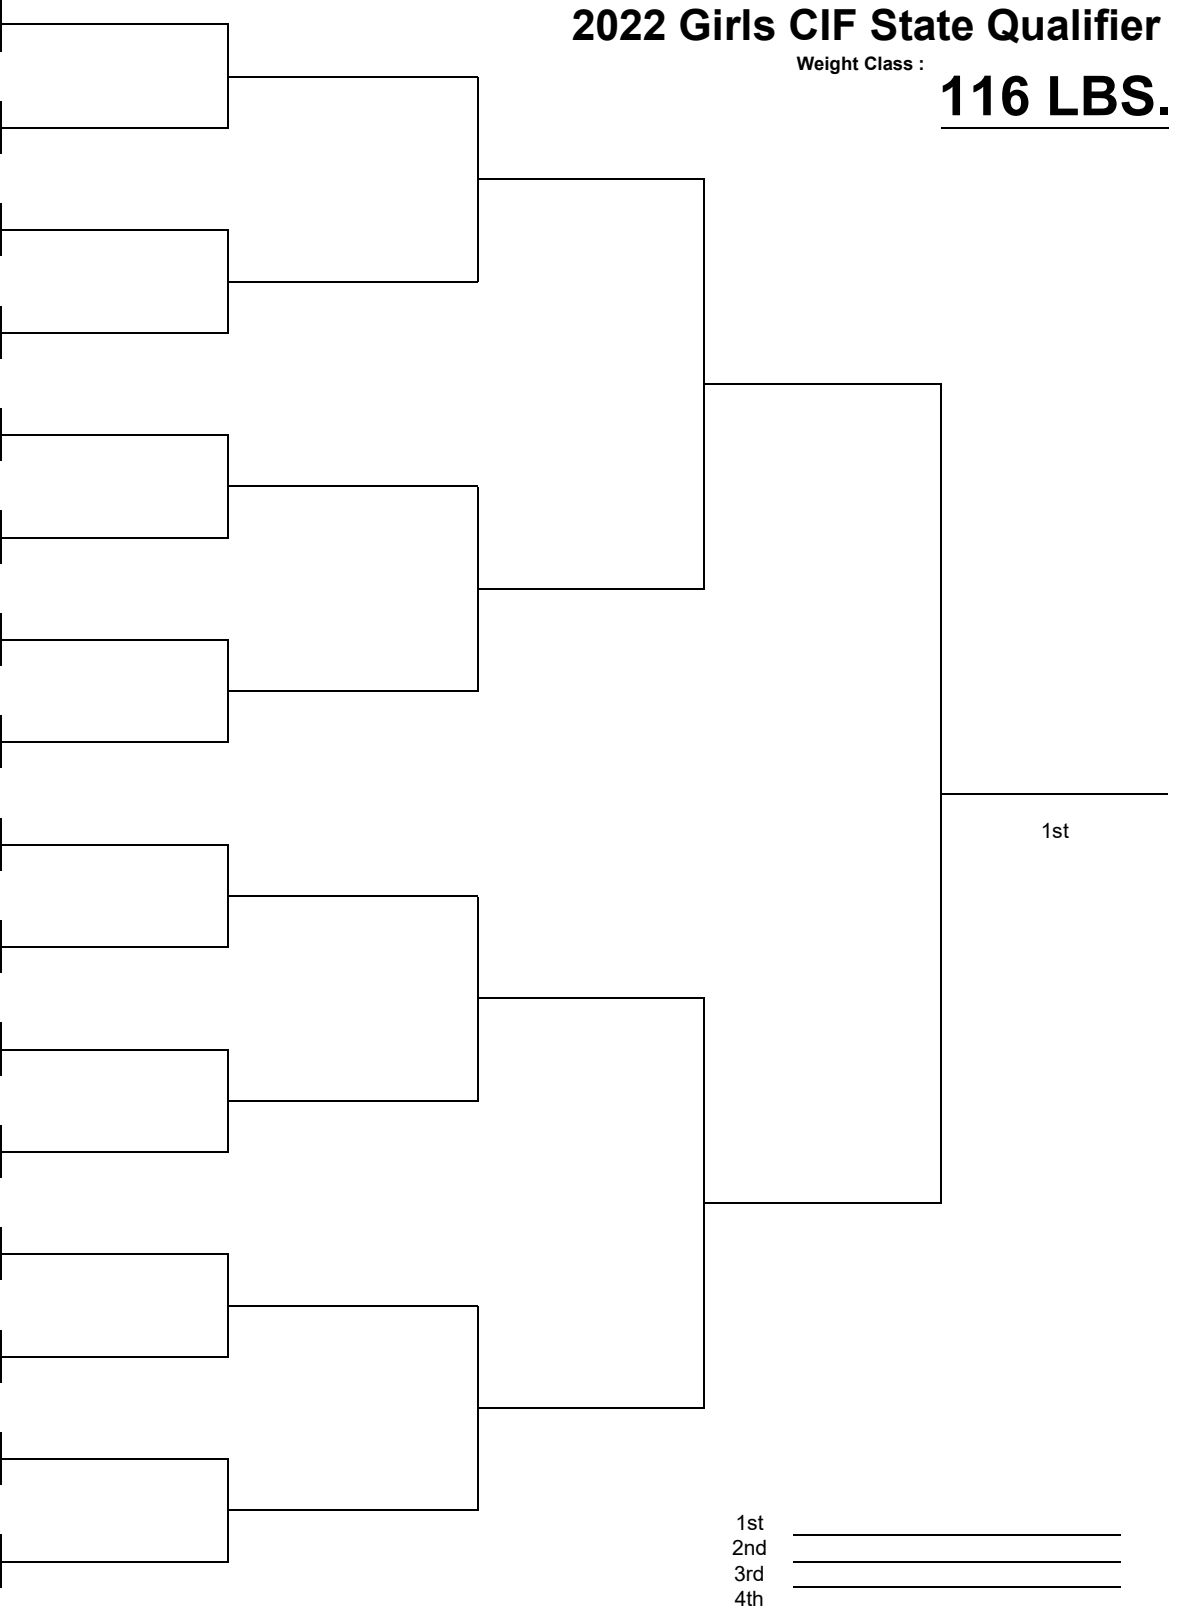 2022 Girls CIF State Qualifier
Weight Class :
116 LBS.
1st
1st
2nd
3rd
4th